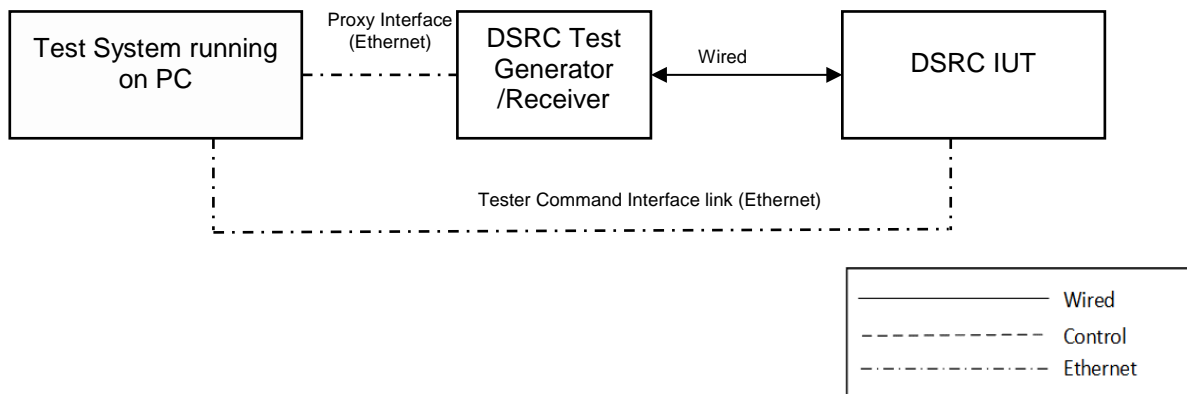 Proxy Interface
(Ethernet)
Test System running
on PC
DSRC Test
Generator
/Receiver
Wired
DSRC IUT
Tester Command Interface link (Ethernet)
Wired
Control
Ethernet